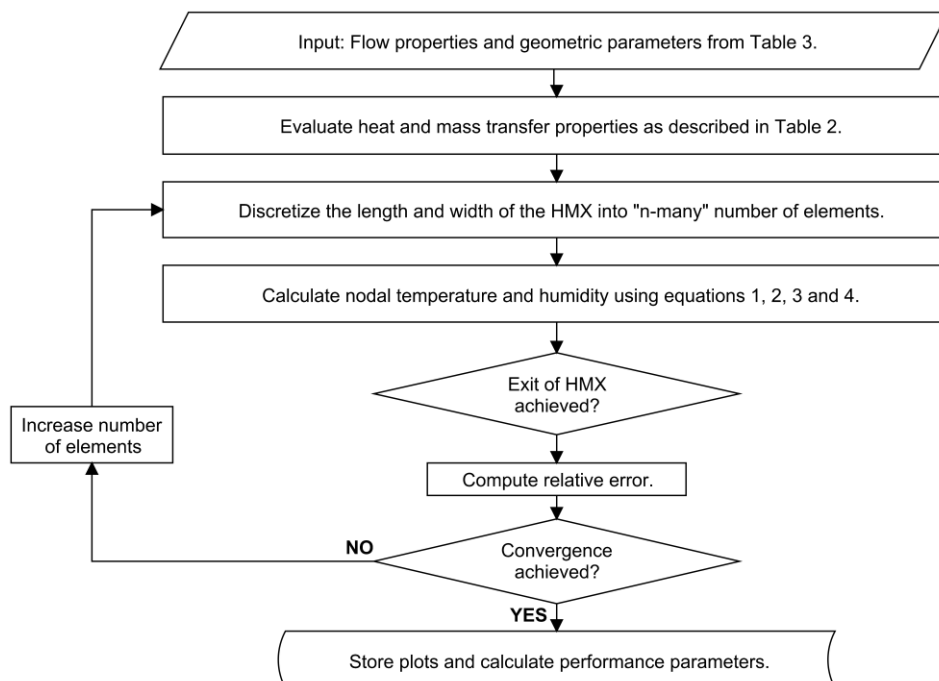 Input: Flow properties and geometric parameters from Table 3.
Evaluate heat and mass transfer properties as described in Table 2.
Discretize the length and width of the HMX into "n-many" number of elements.
Calculate nodal temperature and humidity using equations 1, 2, 3 and 4.
Exit of HMX
achieved?
Increase number
of elements
Compute relative error.
NO
Convergence
achieved?
YES
Store plots and calculate performance parameters.